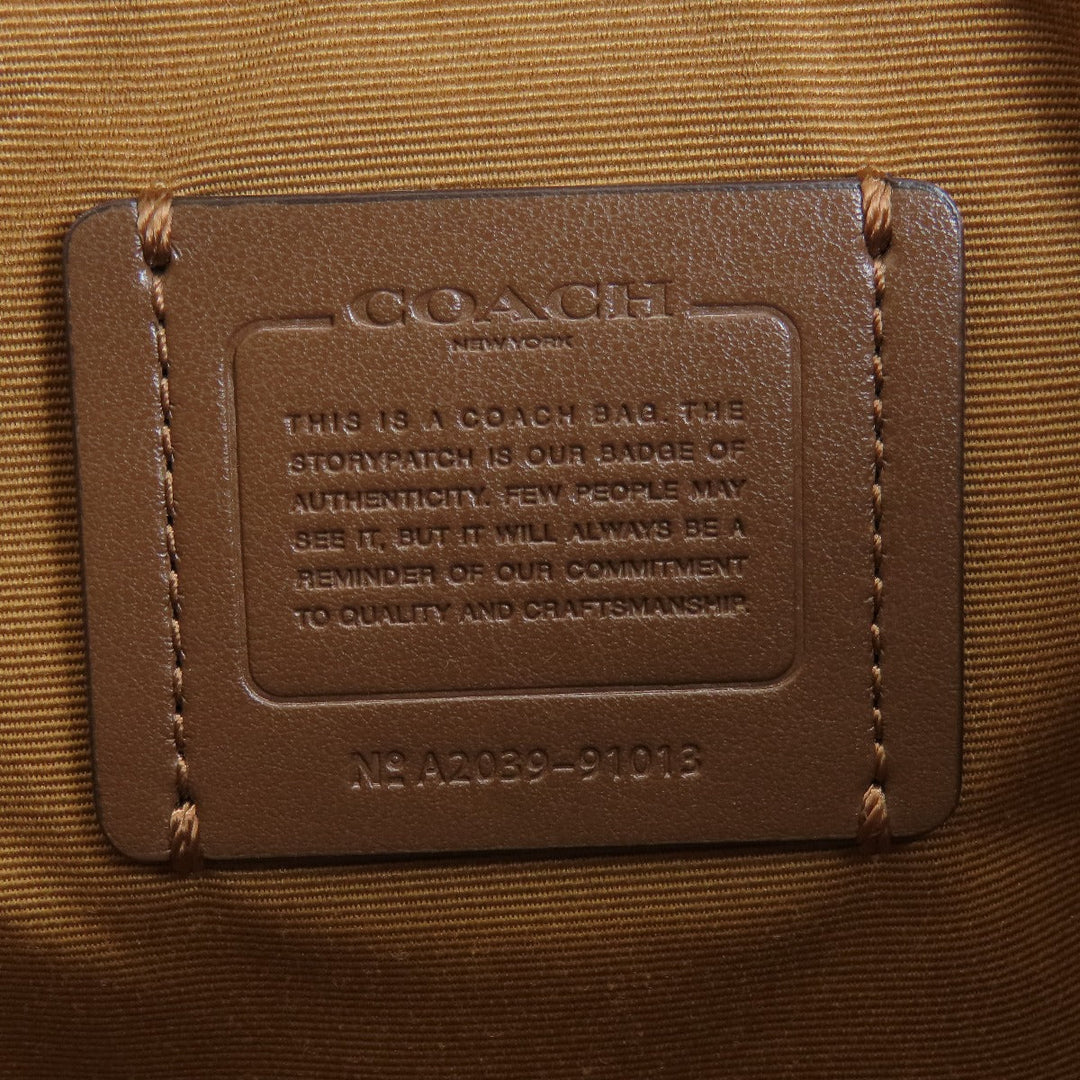 COACH
NEW YORK
THIS IS A COACH BAG. THE
STORYPATCH IS OUR BADGE OF
AUTHENTICITY. FEW PEOPLE MAY
SEE IT, BUT IT WILL ALWAYS BE A
REMINDER OF OUR COMMITMENT
TO QUALITY AND CRAFTSMANSHIP.
Nº A2039-91013